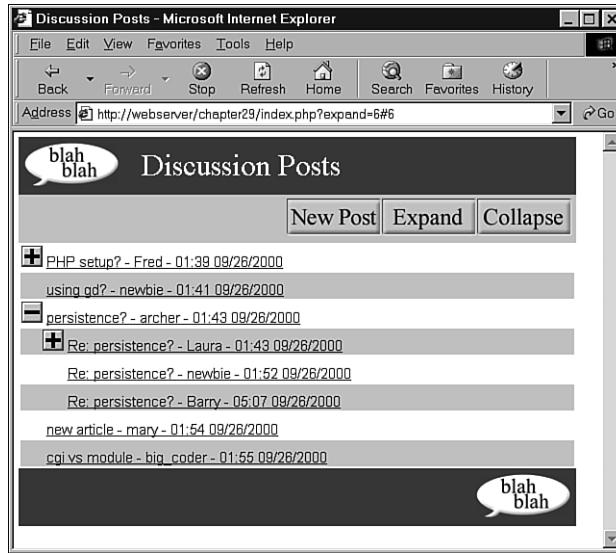 Discussion Posts - Microsoft Internet Explorer
File Edit View Favorites Tools Help
Back Forward Stop Refresh Home Search Favorites History
Address http://webserver/chapter29/index.php?expand=6#6 Go
blah
blah
Discussion Posts
New Post Expand Collapse
PHP setup? - Fred - 01:39 09/26/2000
using gd? - newbie - 01:41 09/26/2000
persistence? - archer - 01:43 09/26/2000
Re: persistence? - Laura - 01:43 09/26/2000
Re: persistence? - newbie - 01:52 09/26/2000
Re: persistence? - Barry - 05:07 09/26/2000
new article - mary - 01:54 09/26/2000
cgi vs module - big_coder - 01:55 09/26/2000
blah
blah